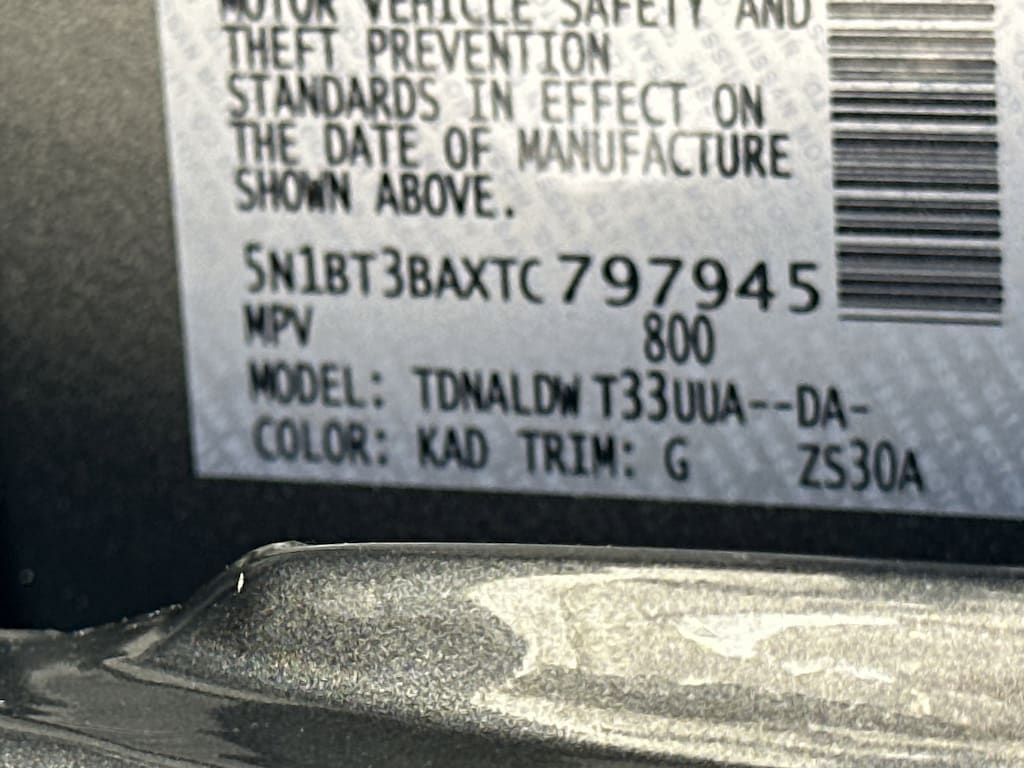 MOTOR VEHICLE SAFETY AND
THEFT PREVENTION
STANDARDS IN EFFECT ON
THE DATE OF MANUFACTURE
SHOWN ABOVE.
5N1BT3BAXTC797945
MPV 800
MODEL: TDNALDW T33UUA--DA-
COLOR: KAD TRIM: G ZS30A